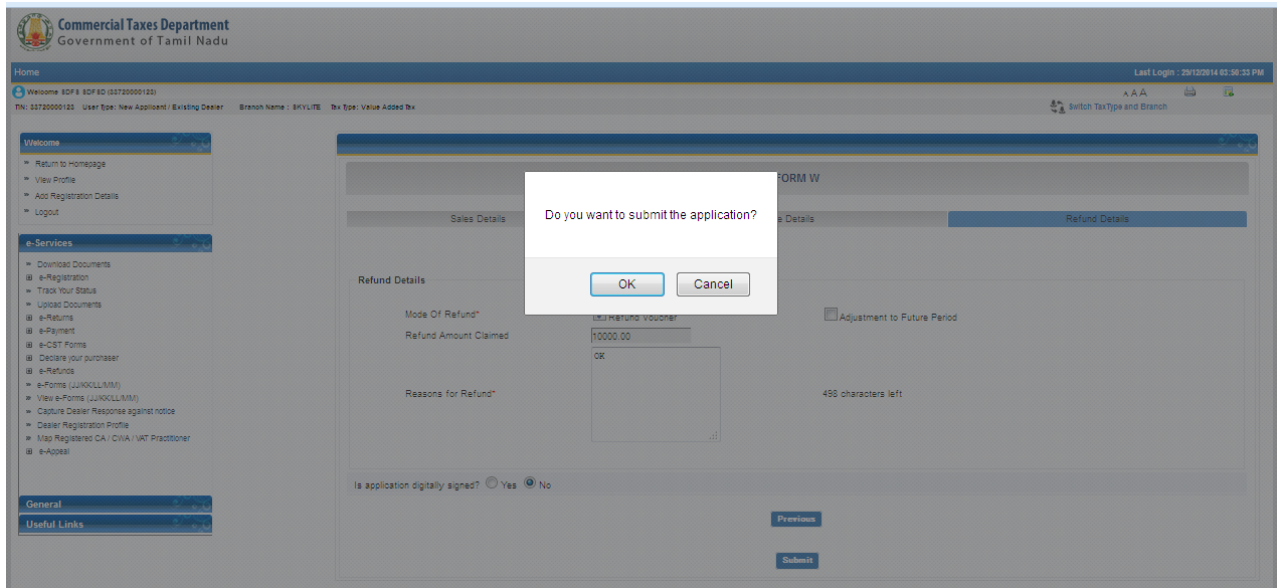 Commercial Taxes Department
Government of Tamil Nadu
Home
Last Login : 29/12/2014 03:56:33 PM
Welcome SDFS SDFSD (33720000123)
A A A
TIN: 33720000123 User Type: New Applicant / Existing Dealer Branch Name : SKYLITE Tax Type: Value Added Tax
Switch TaxType and Branch
Welcome
Return to Homepage
View Profile
Add Registration Details
Logout
e-Services
Download Documents
e-Registration
Track Your Status
Upload Documents
e-Returns
e-Payment
e-CST Forms
Declare your purchaser
e-Refunds
e-Forms (JJ/KK/LL/MM)
View e-Forms (JJ/KK/LL/MM)
Capture Dealer Response against notice
Dealer Registration Profile
Map Registered CA / CWA / VAT Practitioner
e-Appeal
General
Useful Links
FORM W
Sales Details
Details
Refund Details
Do you want to submit the application?
OK
Cancel
Refund Details
Mode Of Refund*
Refund Voucher
Adjustment to Future Period
Refund Amount Claimed
10000.00
Reasons for Refund*
OK
498 characters left
Is application digitally signed? Yes No
Previous
Submit